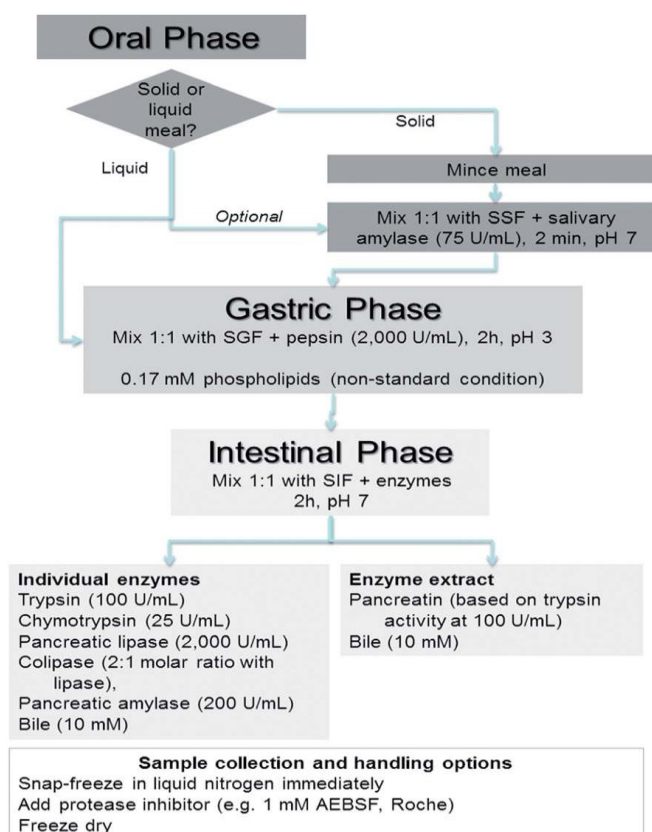 Oral Phase
Solid or
liquid
meal?
Solid
Liquid
Mince meal
Optional
Mix 1:1 with SSF + salivary
amylase (75 U/mL), 2 min, pH 7
Gastric Phase
Mix 1:1 with SGF + pepsin (2,000 U/mL), 2h, pH 3
0.17 mM phospholipids (non-standard condition)
Intestinal Phase
Mix 1:1 with SIF + enzymes
2h, pH 7
Individual enzymes
Trypsin (100 U/mL)
Chymotrypsin (25 U/mL)
Pancreatic lipase (2,000 U/mL)
Colipase (2:1 molar ratio with
lipase),
Pancreatic amylase (200 U/mL)
Bile (10 mM)
Enzyme extract
Pancreatin (based on trypsin
activity at 100 U/mL)
Bile (10 mM)
Sample collection and handling options
Snap-freeze in liquid nitrogen immediately
Add protease inhibitor (e.g. 1 mM AEBSF, Roche)
Freeze dry